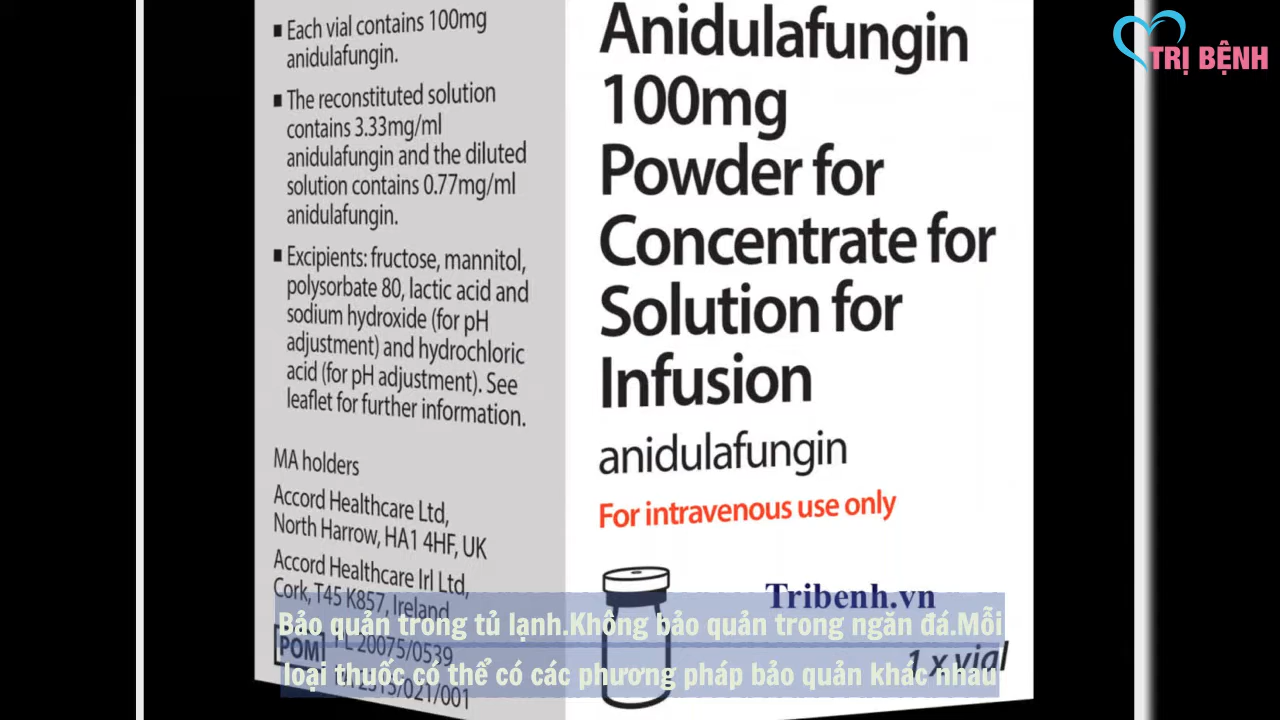 ■ Each vial contains 100mg
anidulafungin.
■ The reconstituted solution
contains 3.33mg/ml
anidulafungin and the diluted
solution contains 0.77mg/ml
anidulafungin.
■ Excipients: fructose, mannitol,
polysorbate 80, lactic acid and
sodium hydroxide (for pH
adjustment) and hydrochloric
acid (for pH adjustment). See
leaflet for further information.
MA holders
Accord Healthcare Ltd,
North Harrow, HA1 4HF, UK
Accord Healthcare Irl Ltd,
Cork, T45 K857, Ireland
POM PL 20075/0539
Anidulafungin
100mg
Powder for
Concentrate for
Solution for
Infusion
anidulafungin
For intravenous use only
1 x vial
TRỊ BỆNH
Tribenh.vn
Bảo quản trong tủ lạnh.Không bảo quản trong ngăn đá.Mỗi
loại thuốc có thể có các phương pháp bảo quản khác nhau